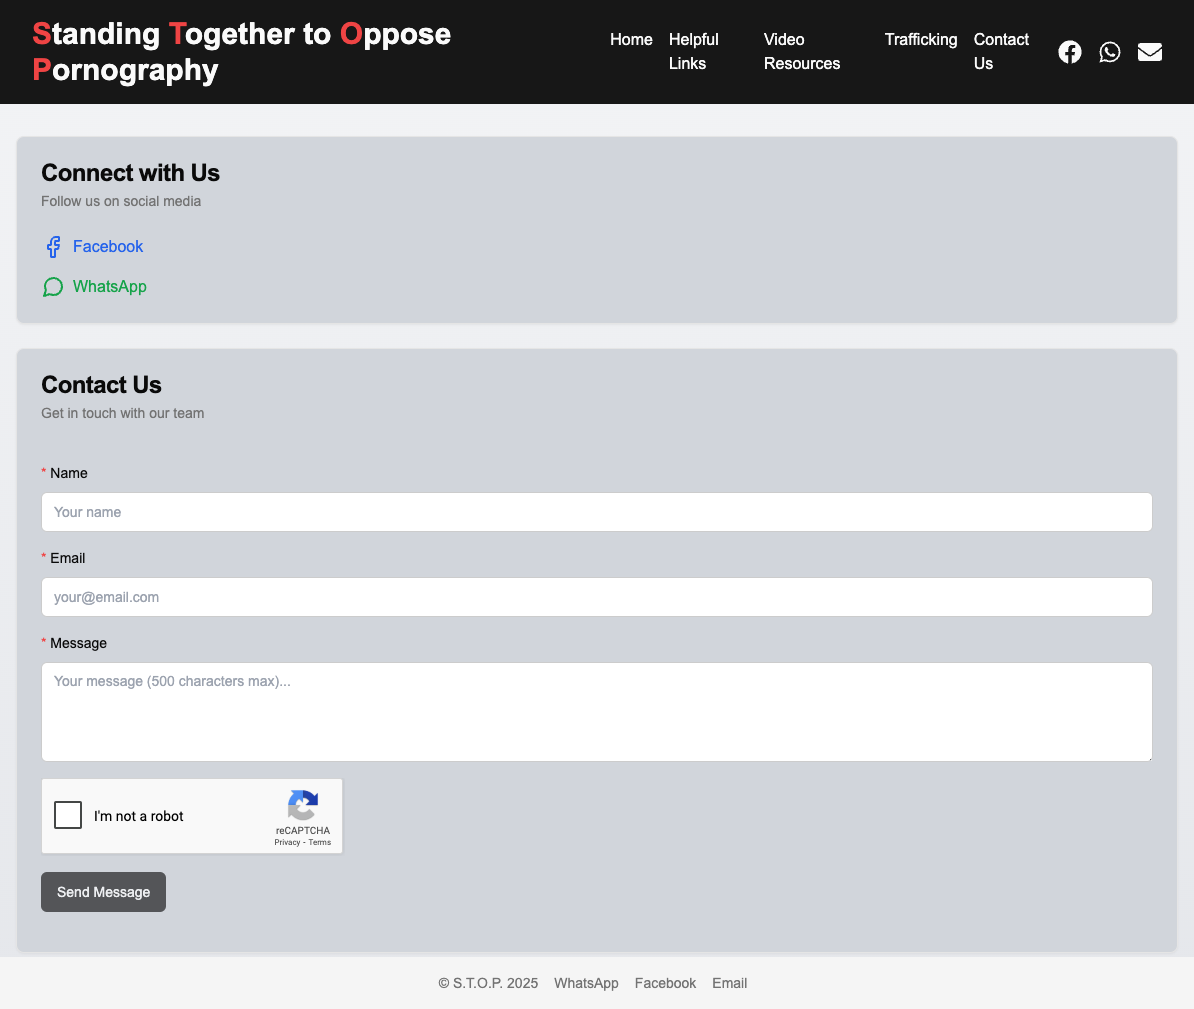 Standing Together to Oppose
Pornography
Home
Helpful
Links
Video
Resources
Trafficking
Contact
Us
Connect with Us
Follow us on social media
Facebook
WhatsApp
Contact Us
Get in touch with our team
* Name
Your name
* Email
your@email.com
* Message
Your message (500 characters max)...
I'm not a robot
reCAPTCHA
Privacy - Terms
Send Message
© S.T.O.P. 2025 WhatsApp Facebook Email